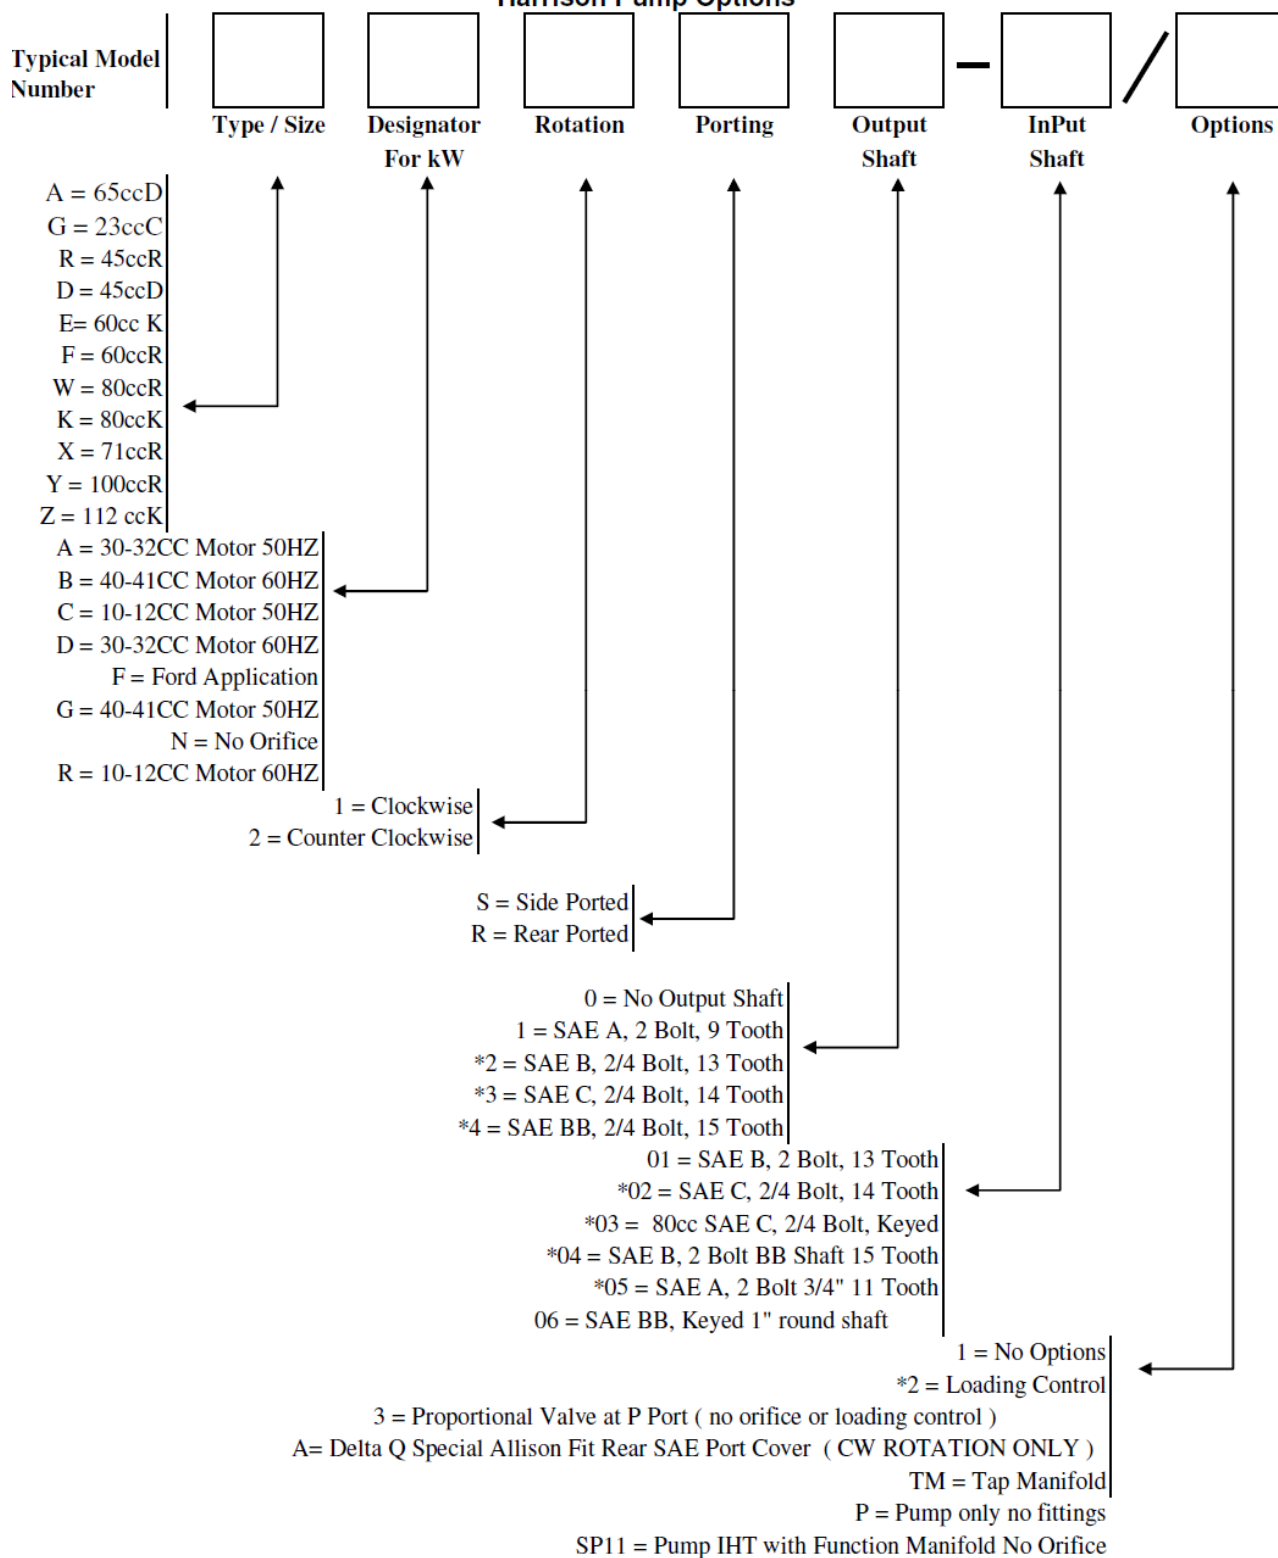 Harrison Pump Options
Typical Model
Number
Type / Size
Designator
For kW
Rotation
Porting
Output
Shaft
InPut
Shaft
Options
A = 65ccD
G = 23ccC
R = 45ccR
D = 45ccD
E= 60cc K
F = 60ccR
W = 80ccR
K = 80ccK
X = 71ccR
Y = 100ccR
Z = 112 ccK
A = 30-32CC Motor 50HZ
B = 40-41CC Motor 60HZ
C = 10-12CC Motor 50HZ
D = 30-32CC Motor 60HZ
F = Ford Application
G = 40-41CC Motor 50HZ
N = No Orifice
R = 10-12CC Motor 60HZ
1 = Clockwise
2 = Counter Clockwise
S = Side Ported
R = Rear Ported
0 = No Output Shaft
1 = SAE A, 2 Bolt, 9 Tooth
*2 = SAE B, 2/4 Bolt, 13 Tooth
*3 = SAE C, 2/4 Bolt, 14 Tooth
*4 = SAE BB, 2/4 Bolt, 15 Tooth
01 = SAE B, 2 Bolt, 13 Tooth
*02 = SAE C, 2/4 Bolt, 14 Tooth
*03 =  80cc SAE C, 2/4 Bolt, Keyed
*04 = SAE B, 2 Bolt BB Shaft 15 Tooth
*05 = SAE A, 2 Bolt 3/4" 11 Tooth
06 = SAE BB, Keyed 1" round shaft
1 = No Options
*2 = Loading Control
3 = Proportional Valve at P Port ( no orifice or loading control )
A= Delta Q Special Allison Fit Rear SAE Port Cover  ( CW ROTATION ONLY )
TM = Tap Manifold
P = Pump only no fittings
SP11 = Pump IHT with Function Manifold No Orifice